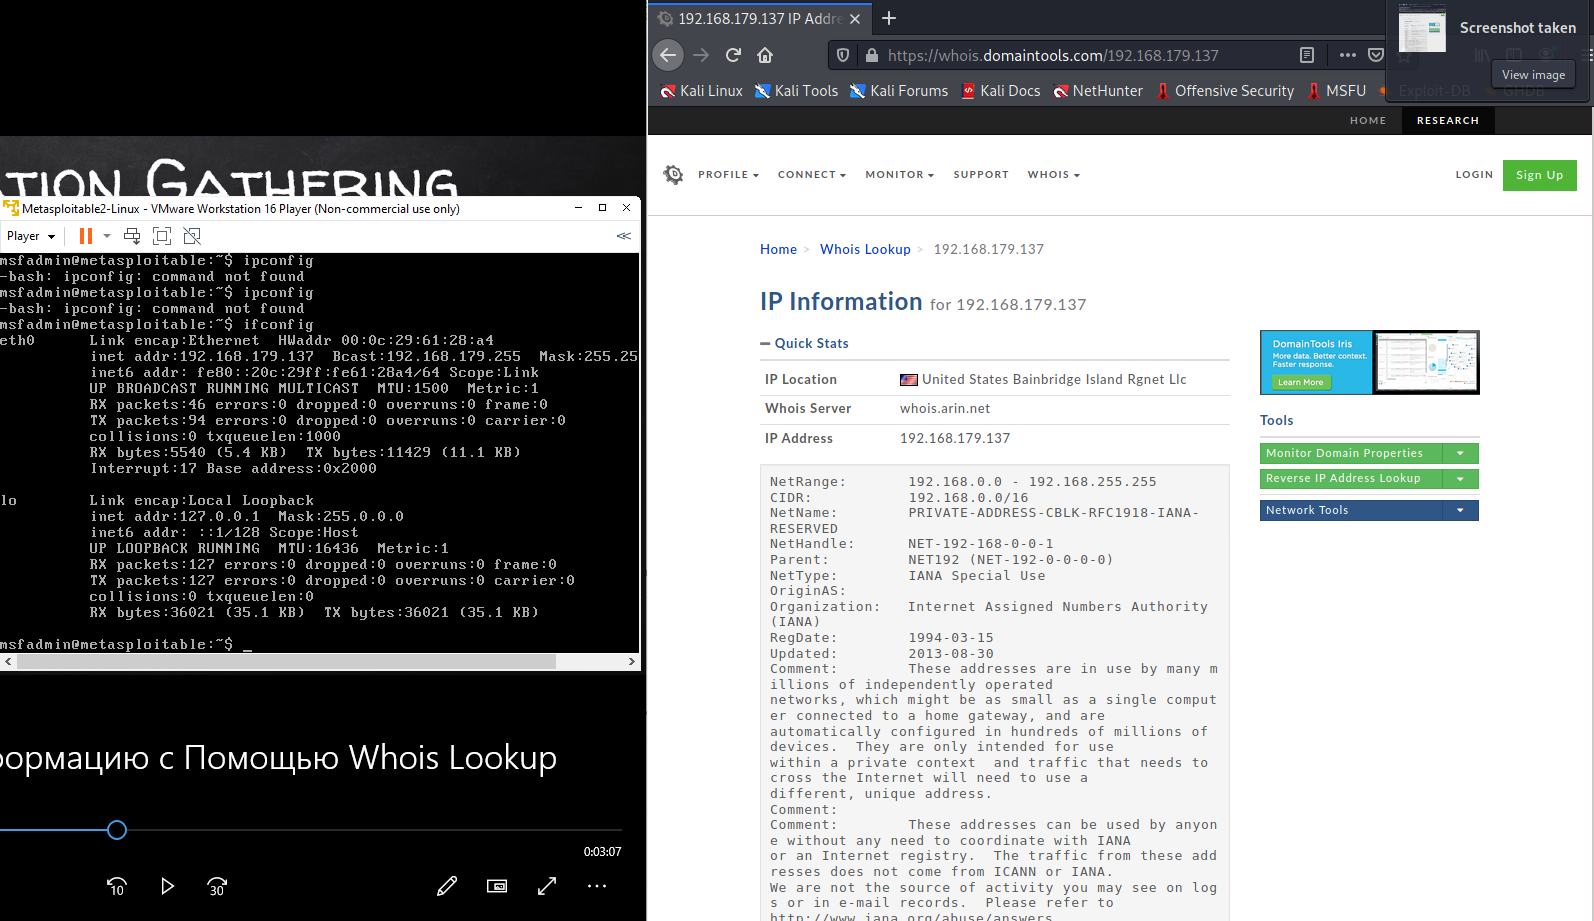 TION GATHERING
Metasploitable2-Linux - VMware Workstation 16 Player (Non-commercial use only)
Player
msfadmin@metasploitable:~$ ipconfig
-bash: ipconfig: command not found
msfadmin@metasploitable:~$ ipconfig
-bash: ipconfig: command not found
msfadmin@metasploitable:~$ ifconfig
eth0 Link encap:Ethernet HWaddr 00:0c:29:61:28:a4
inet addr:192.168.179.137 Bcast:192.168.179.255 Mask:255.25
inet6 addr: fe80::20c:29ff:fe61:28a4/64 Scope:Link
UP BROADCAST RUNNING MULTICAST MTU:1500 Metric:1
RX packets:46 errors:0 dropped:0 overruns:0 frame:0
TX packets:94 errors:0 dropped:0 overruns:0 carrier:0
collisions:0 txqueuelen:1000
RX bytes:5540 (5.4 KB) TX bytes:11429 (11.1 KB)
Interrupt:17 Base address:0x2000
lo Link encap:Local Loopback
inet addr:127.0.0.1 Mask:255.0.0.0
inet6 addr: ::1/128 Scope:Host
UP LOOPBACK RUNNING MTU:16436 Metric:1
RX packets:127 errors:0 dropped:0 overruns:0 frame:0
TX packets:127 errors:0 dropped:0 overruns:0 carrier:0
collisions:0 txqueuelen:0
RX bytes:36021 (35.1 KB) TX bytes:36021 (35.1 KB)
msfadmin@metasploitable:~$ _
формацию с Помощью Whois Lookup
0:03:07
10
30
192.168.179.137 IP Addre
Screenshot taken
View image
https://whois.domaintools.com/192.168.179.137
Kali Linux Kali Tools Kali Forums Kali Docs NetHunter Offensive Security MSFU Exploit-DB GHDB
HOME RESEARCH
PROFILE CONNECT MONITOR SUPPORT WHOIS LOGIN Sign Up
Home > Whois Lookup > 192.168.179.137
IP Information for 192.168.179.137
Quick Stats
IP Location United States Bainbridge Island Rgnet Llc
Whois Server whois.arin.net
IP Address 192.168.179.137
NetRange: 192.168.0.0 - 192.168.255.255
CIDR: 192.168.0.0/16
NetName: PRIVATE-ADDRESS-CBLK-RFC1918-IANA-
RESERVED
NetHandle: NET-192-168-0-0-1
Parent: NET192 (NET-192-0-0-0-0)
NetType: IANA Special Use
OriginAS:
Organization: Internet Assigned Numbers Authority
(IANA)
RegDate: 1994-03-15
Updated: 2013-08-30
Comment: These addresses are in use by many m
illions of independently operated
networks, which might be as small as a single comput
er connected to a home gateway, and are
automatically configured in hundreds of millions of
devices. They are only intended for use
within a private context and traffic that needs to
cross the Internet will need to use a
different, unique address.
Comment:
Comment: These addresses can be used by anyon
e without any need to coordinate with IANA
or an Internet registry. The traffic from these add
resses does not come from ICANN or IANA.
We are not the source of activity you may see on log
s or in e-mail records. Please refer to
http://www.iana.org/abuse/answers
DomainTools Iris
More data. Better context.
Faster response.
Learn More
Tools
Monitor Domain Properties
Reverse IP Address Lookup
Network Tools